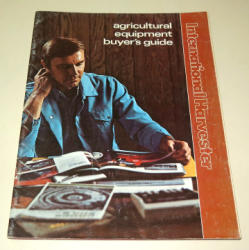 agricultural
equipment
buyer's guide
International Harvester